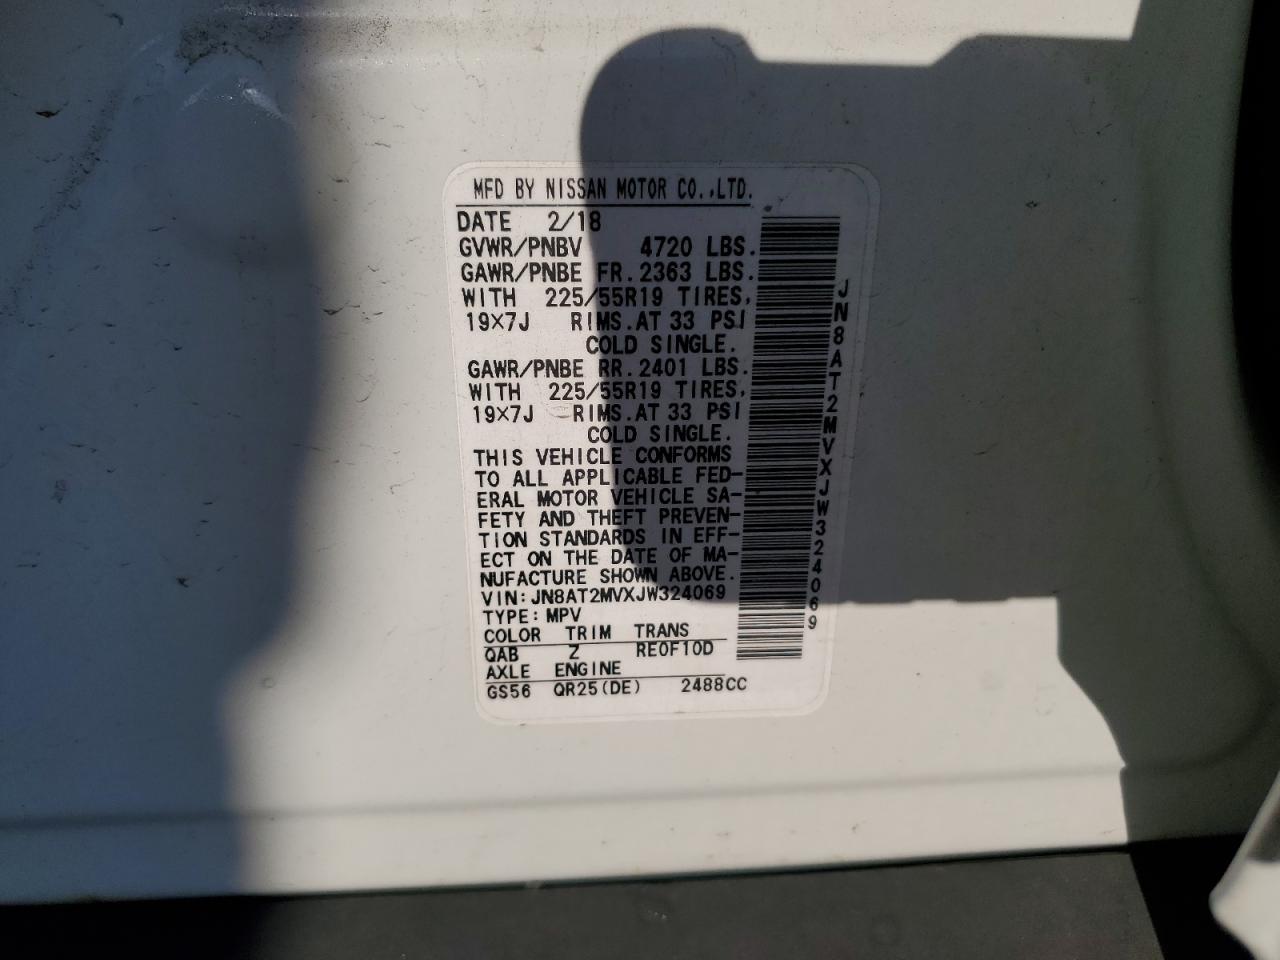 MFD BY NISSAN MOTOR CO.,LTD.
DATE 2/18
GVWR/PNBV 4720 LBS.
GAWR/PNBE FR. 2363 LBS.
WITH 225/55R19 TIRES,
19×7J RIMS. AT 33 PSI
COLD SINGLE.
GAWR/PNBE RR. 2401 LBS.
WITH 225/55R19 TIRES,
19×7J RIMS. AT 33 PSI
COLD SINGLE.
THIS VEHICLE CONFORMS
TO ALL APPLICABLE FED-
ERAL MOTOR VEHICLE SA-
FETY AND THEFT PREVEN-
TION STANDARDS IN EFF-
ECT ON THE DATE OF MA-
NUFACTURE SHOWN ABOVE.
VIN: JN8AT2MVXJW324069
TYPE: MPV
COLOR TRIM TRANS
QAB Z RE0F10D
AXLE ENGINE
GS56 QR25(DE) 2488CC
JN8AT2MVXJW324069